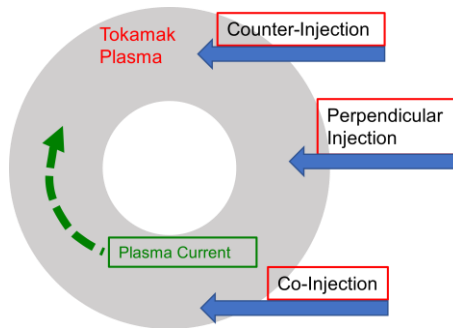 Tokamak
Plasma
Counter-Injection
Perpendicular
Injection
Plasma Current
Co-Injection